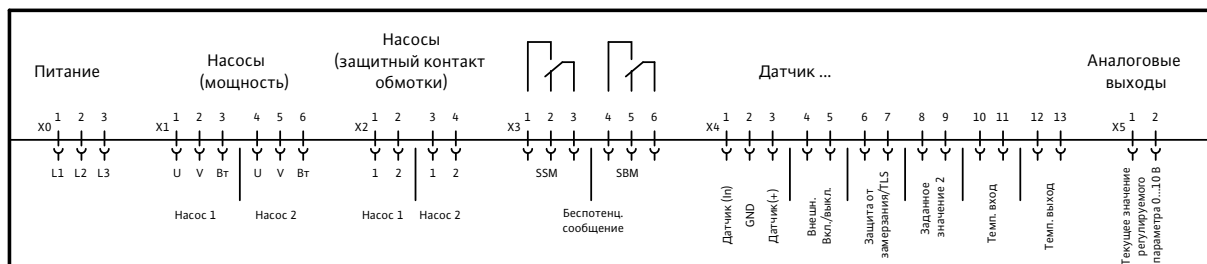 Питание
Насосы
(мощность)
Насосы
(защитный контакт
обмотки)
Датчик ...
Аналоговые
выходы
X0 1 2 3
X1 1 2 3 4 5 6
X2 1 2 3 4
X3 1 2 3 4 5 6
X4 1 2 3 4 5 6 7 8 9 10 11 12 13
X5 1 2
L1 L2 L3
U V Вт U V Вт
1 2 1 2
SSM SBM
Насос 1 Насос 2
Насос 1 Насос 2
Беспотенц.
сообщение
Датчик (In)
GND
Датчик(+)
Внешн.
Вкл./выкл.
Защита от
замерзания/TLS
Заданное
значение 2
Темп. вход
Темп. выход
Текущее значение
регулируемого
параметра 0...10 В